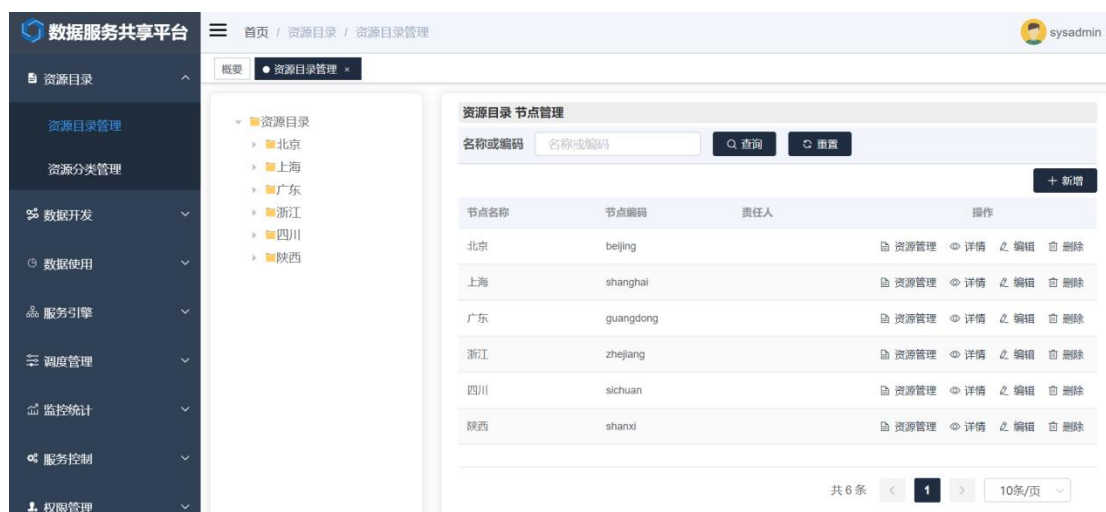 数据服务共享平台
首页 / 资源目录 / 资源目录管理
sysadmin
资源目录
资源目录管理
资源分类管理
数据开发
数据使用
服务引擎
调度管理
监控统计
服务控制
权限管理
概要
资源目录管理 ×
资源目录
北京
上海
广东
浙江
四川
陕西
资源目录 节点管理
名称或编码 名称或编码 查询 重置
+ 新增
节点名称 节点编码 责任人 操作
北京 beijing 资源管理 详情 编辑 删除
上海 shanghai 资源管理 详情 编辑 删除
广东 guangdong 资源管理 详情 编辑 删除
浙江 zhejiang 资源管理 详情 编辑 删除
四川 sichuan 资源管理 详情 编辑 删除
陕西 shanxi 资源管理 详情 编辑 删除
共 6 条 < 1 > 10条/页